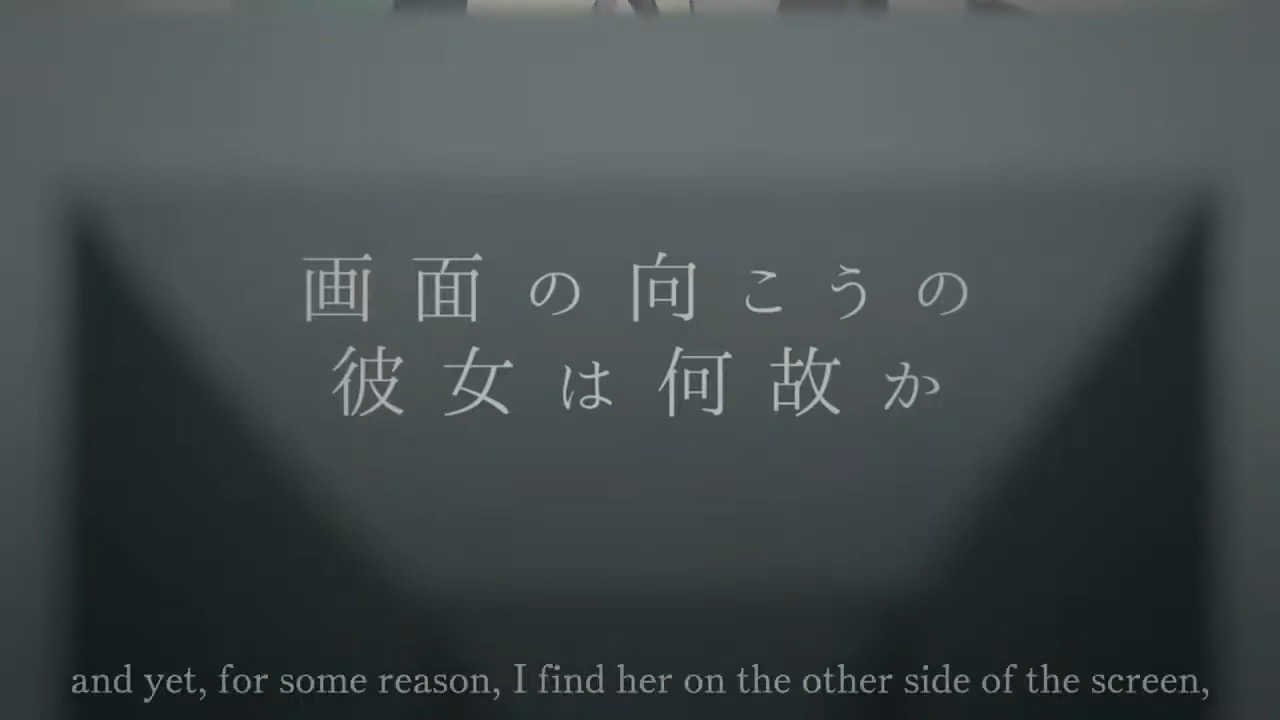 画面の向こうの
彼女は何故か
and yet, for some reason, I find her on the other side of the screen,